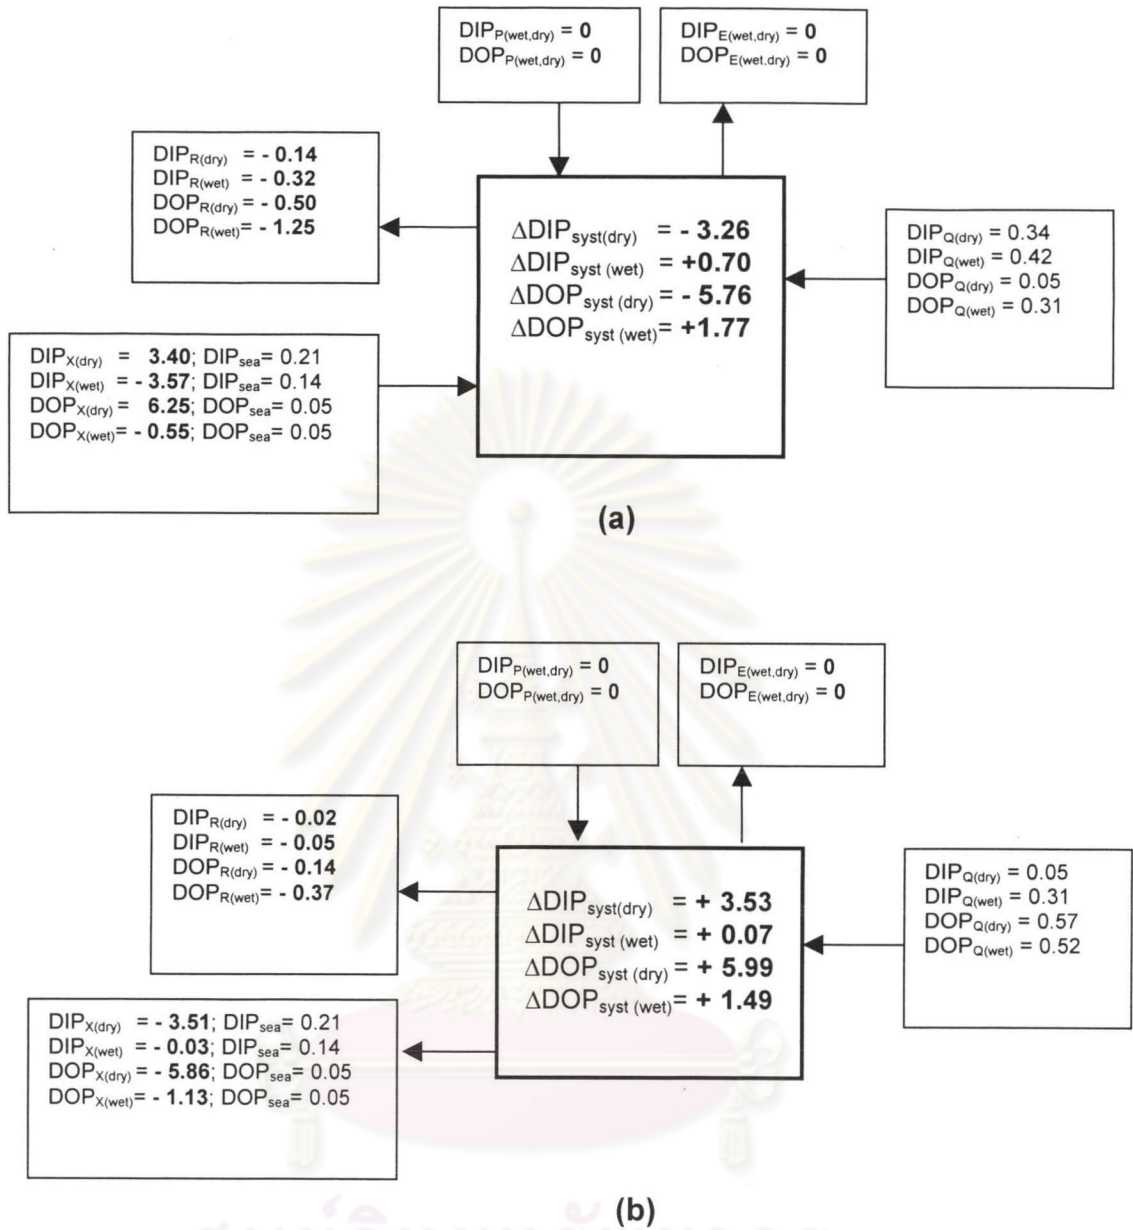 DIP_P(wet,dry) = 0
DOP_P(wet,dry) = 0
DIP_E(wet,dry) = 0
DOP_E(wet,dry) = 0
DIP_R(dry) = - 0.14
DIP_R(wet) = - 0.32
DOP_R(dry) = - 0.50
DOP_R(wet)= - 1.25
ΔDIP_syst(dry) = - 3.26
ΔDIP_syst (wet) = +0.70
ΔDOP_syst (dry) = - 5.76
ΔDOP_syst (wet)= +1.77
DIP_Q(dry) = 0.34
DIP_Q(wet) = 0.42
DOP_Q(dry) = 0.05
DOP_Q(wet) = 0.31
DIP_X(dry) = 3.40; DIP_sea= 0.21
DIP_X(wet) = - 3.57; DIP_sea= 0.14
DOP_X(dry) = 6.25; DOP_sea= 0.05
DOP_X(wet)= - 0.55; DOP_sea= 0.05
(a)
DIP_P(wet,dry) = 0
DOP_P(wet,dry) = 0
DIP_E(wet,dry) = 0
DOP_E(wet,dry) = 0
DIP_R(dry) = - 0.02
DIP_R(wet) = - 0.05
DOP_R(dry) = - 0.14
DOP_R(wet)= - 0.37
ΔDIP_syst(dry) = + 3.53
ΔDIP_syst (wet) = + 0.07
ΔDOP_syst (dry) = + 5.99
ΔDOP_syst (wet)= + 1.49
DIP_Q(dry) = 0.05
DIP_Q(wet) = 0.31
DOP_Q(dry) = 0.57
DOP_Q(wet) = 0.52
DIP_X(dry) = - 3.51; DIP_sea= 0.21
DIP_X(wet) = - 0.03; DIP_sea= 0.14
DOP_X(dry) = - 5.86; DOP_sea= 0.05
DOP_X(wet)= - 1.13; DOP_sea= 0.05
(b)